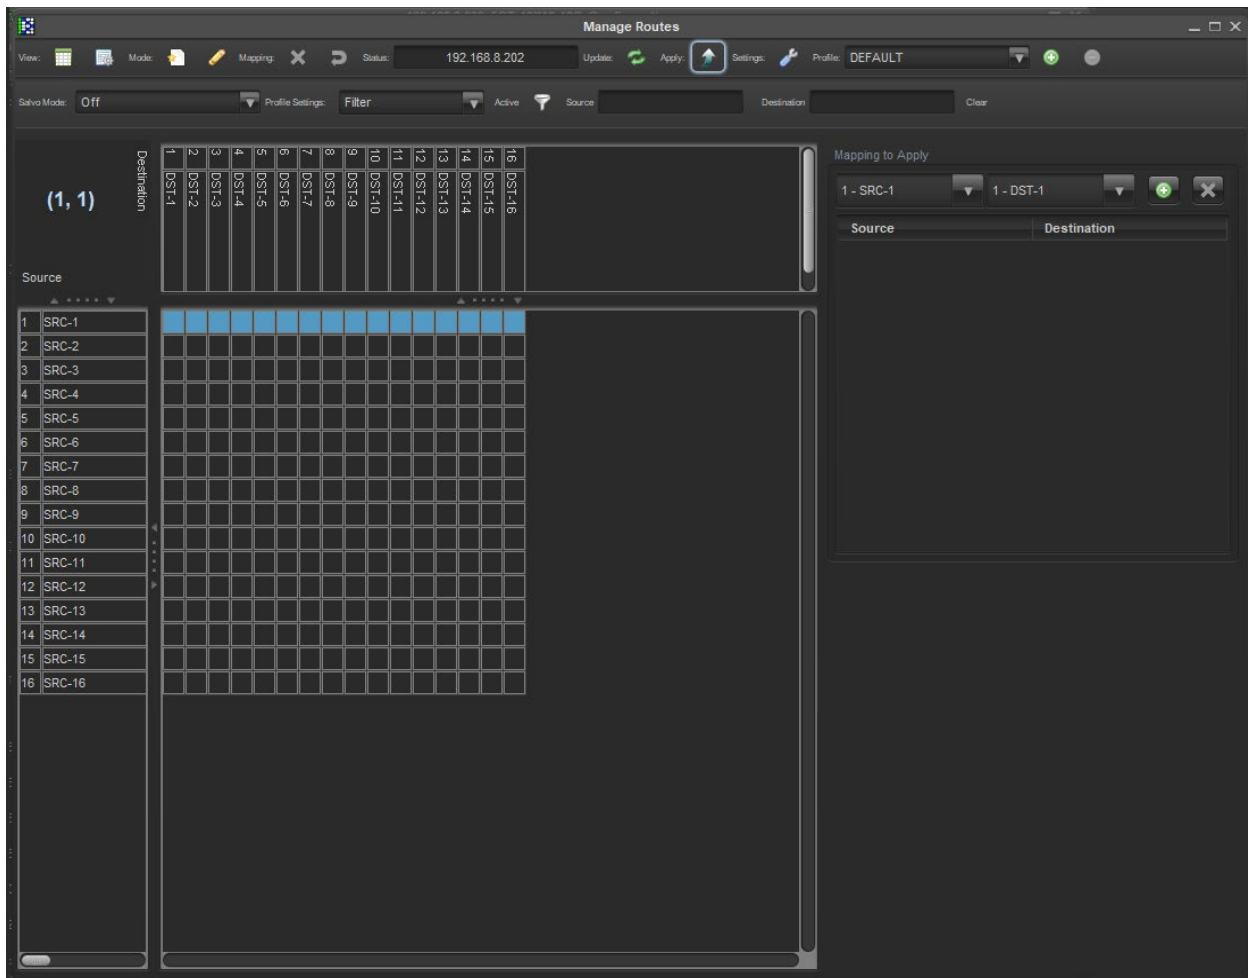 Manage Routes
View: Mode: Mapping: Status: 192.168.8.202 Update: Apply: Settings: Profile: DEFAULT
Salvo Mode: Off Profile Settings: Filter Active Source Destination Clear
Destination
(1, 1)
Source
1 DST-1
2 DST-2
3 DST-3
4 DST-4
5 DST-5
6 DST-6
7 DST-7
8 DST-8
9 DST-9
10 DST-10
11 DST-11
12 DST-12
13 DST-13
14 DST-14
15 DST-15
16 DST-16
Mapping to Apply
1 - SRC-1 1 - DST-1
Source Destination
1 SRC-1
2 SRC-2
3 SRC-3
4 SRC-4
5 SRC-5
6 SRC-6
7 SRC-7
8 SRC-8
9 SRC-9
10 SRC-10
11 SRC-11
12 SRC-12
13 SRC-13
14 SRC-14
15 SRC-15
16 SRC-16